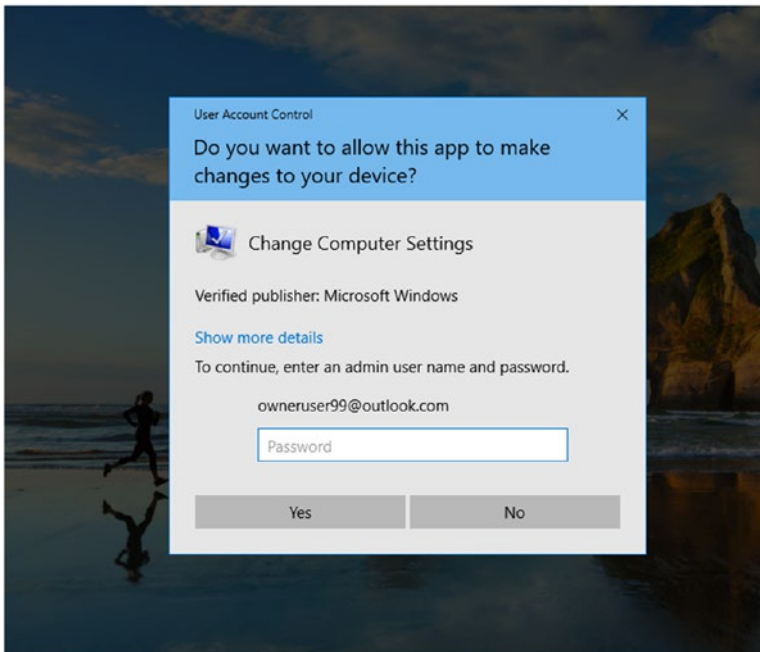 User Account Control
Do you want to allow this app to make
changes to your device?
Change Computer Settings
Verified publisher: Microsoft Windows
Show more details
To continue, enter an admin user name and password.
owneruser99@outlook.com
Password
Yes No